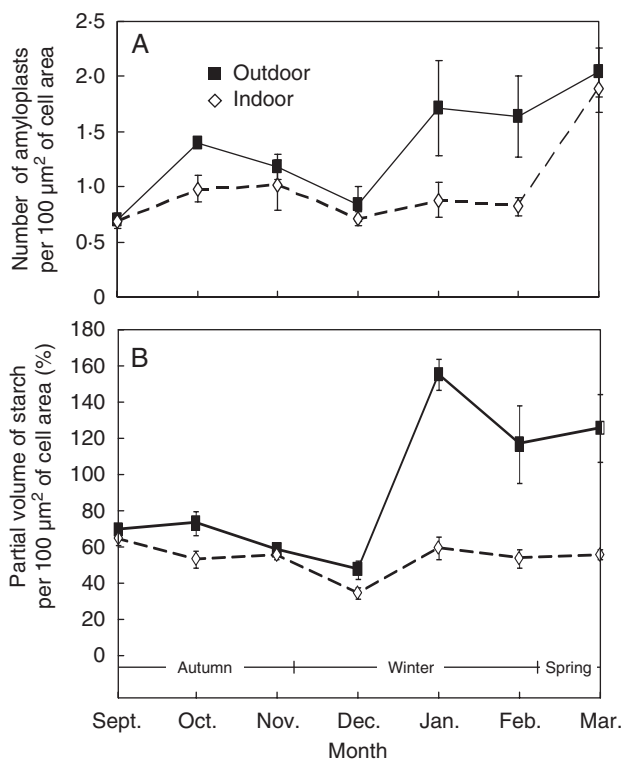 Number of amyloplasts
per 100 μm² of cell area
2·5
2·0
1·5
1·0
0·5
0
A
Outdoor
Indoor
Partial volume of starch
per 100 μm² of cell area (%)
180
160
140
120
100
80
60
40
20
0
B
Autumn Winter Spring
Sept. Oct. Nov. Dec. Jan. Feb. Mar.
Month